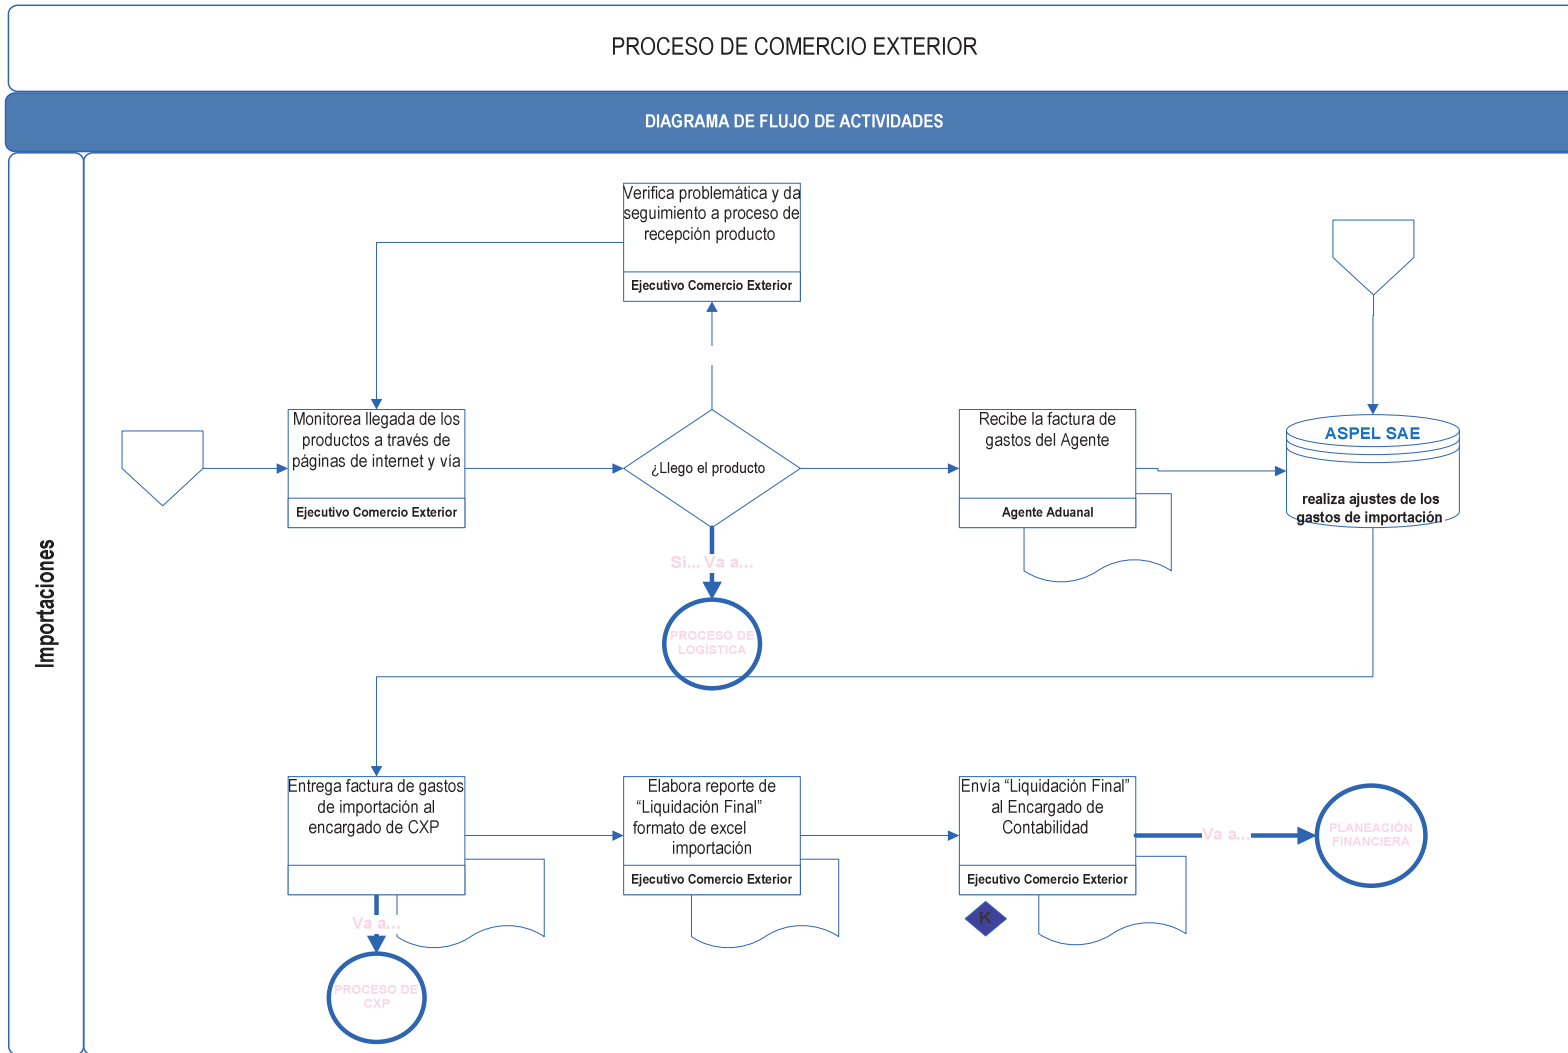 PROCESO DE COMERCIO EXTERIOR
DIAGRAMA DE FLUJO DE ACTIVIDADES
Importaciones
Verifica problemática y da
seguimiento a proceso de
recepción producto
Ejecutivo Comercio Exterior
Monitorea llegada de los
productos a través de
páginas de internet y vía
Ejecutivo Comercio Exterior
¿Llego el producto
Recibe la factura de
gastos del Agente
Agente Aduanal
ASPEL SAE
realiza ajustes de los
gastos de importación
Si... Va a...
PROCESO DE
LOGÍSTICA
Entrega factura de gastos
de importación al
encargado de CXP
Va a...
PROCESO DE
CXP
Elabora reporte de
“Liquidación Final”
formato de excel
importación
Ejecutivo Comercio Exterior
Envía “Liquidación Final”
al Encargado de
Contabilidad
Ejecutivo Comercio Exterior
K
Va a...
PLANEACIÓN
FINANCIERA